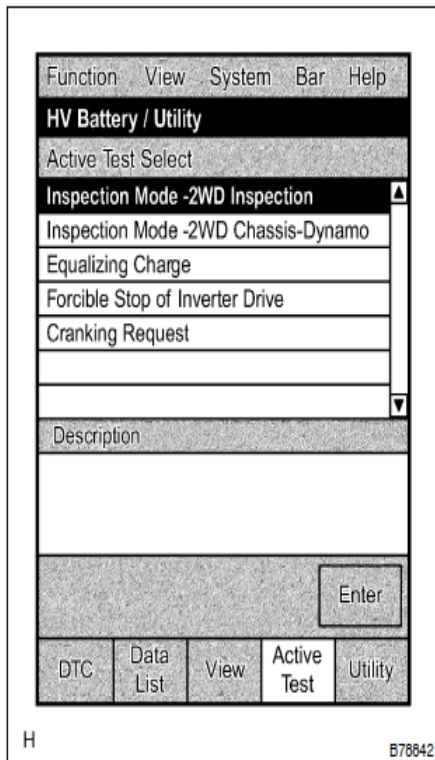 Function View System Bar Help
HV Battery / Utility
Active Test Select
Inspection Mode -2WD Inspection
Inspection Mode -2WD Chassis-Dynamo
Equalizing Charge
Forcible Stop of Inverter Drive
Cranking Request
Description
Enter
DTC Data List View Active Test Utility
H B78842